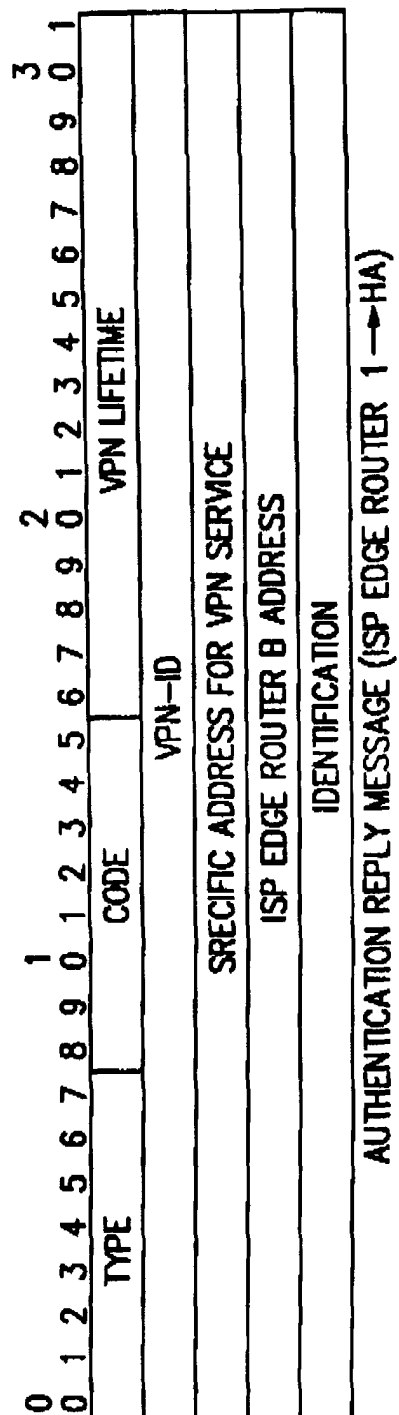 0 1 2 3
0 1 2 3 4 5 6 7 8 9 0 1 2 3 4 5 6 7 8 9 0 1 2 3 4 5 6 7 8 9 0 1
TYPE CODE VPN LIFETIME
VPN-ID
SRECIFIC ADDRESS FOR VPN SERVICE
ISP EDGE ROUTER B ADDRESS
IDENTIFICATION
AUTHENTICATION REPLY MESSAGE (ISP EDGE ROUTER 1 →HA)